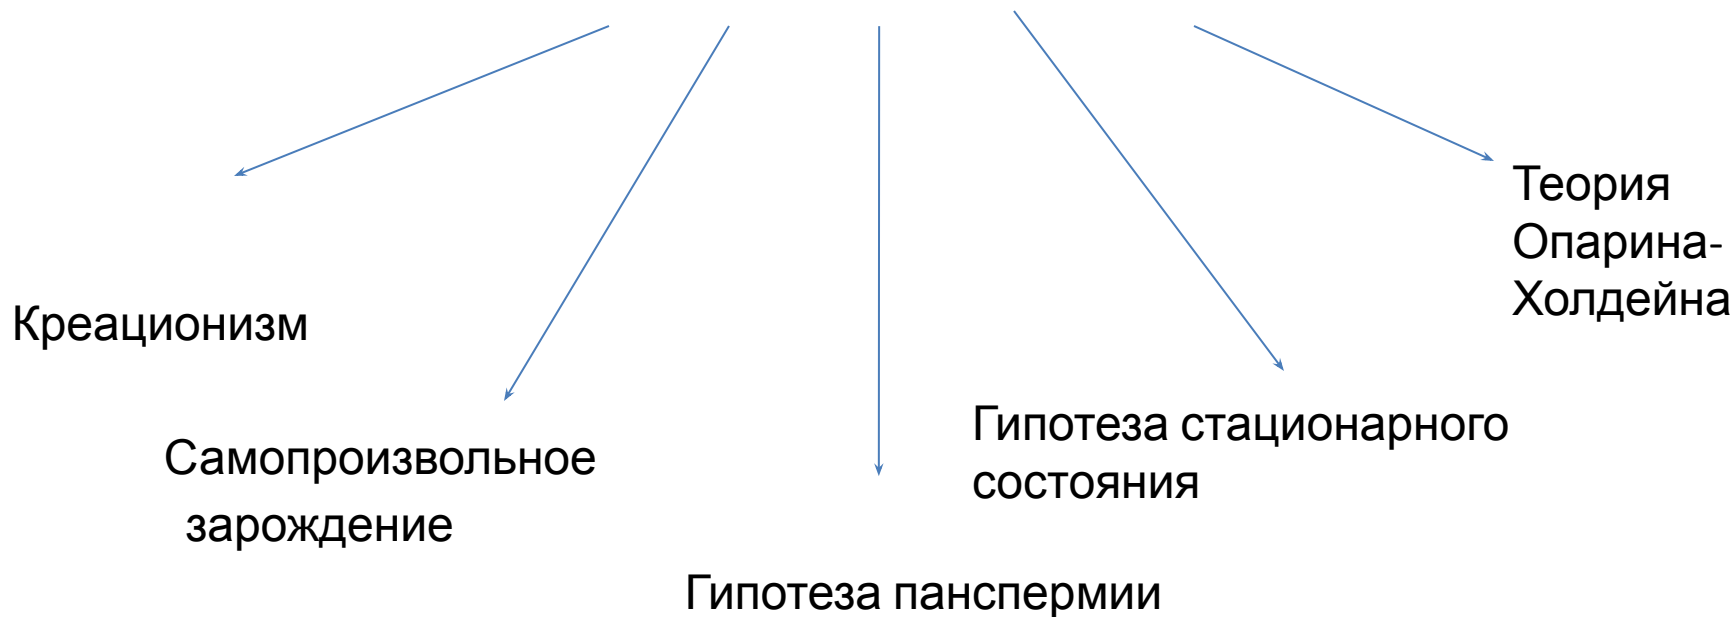 Креационизм
Самопроизвольное
зарождение
Гипотеза панспермии
Гипотеза стационарного
состояния
Теория
Опарина-
Холдейна